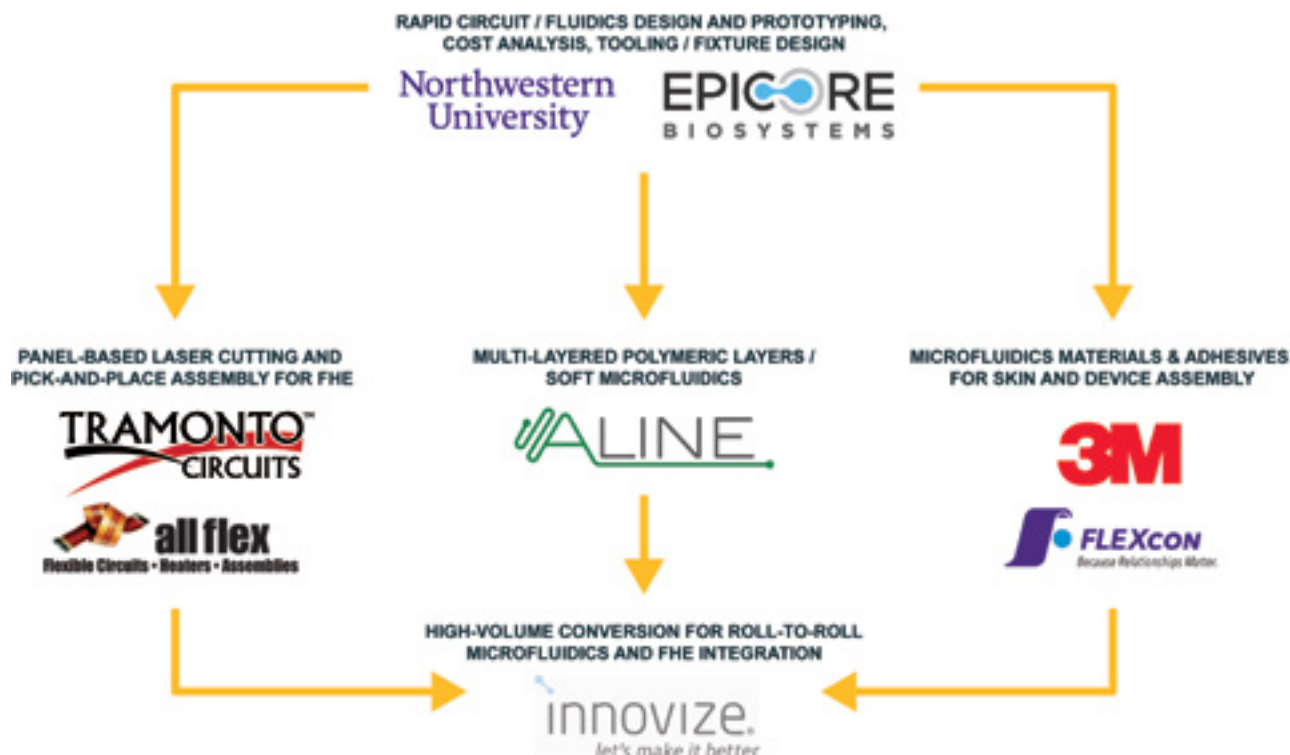 RAPID CIRCUIT / FLUIDICS DESIGN AND PROTOTYPING,
COST ANALYSIS, TOOLING / FIXTURE DESIGN
Northwestern
University
EPICORE
BIOSYSTEMS
PANEL-BASED LASER CUTTING AND
PICK-AND-PLACE ASSEMBLY FOR FHE
TRAMONTO™
CIRCUITS
all flex
Flexible Circuits • Heaters • Assemblies
MULTI-LAYERED POLYMERIC LAYERS /
SOFT MICROFLUIDICS
ALINE
MICROFLUIDICS MATERIALS & ADHESIVES
FOR SKIN AND DEVICE ASSEMBLY
3M
FLEXcon
Because Relationships Matter.
HIGH-VOLUME CONVERSION FOR ROLL-TO-ROLL
MICROFLUIDICS AND FHE INTEGRATION
innovize.
let's make it better